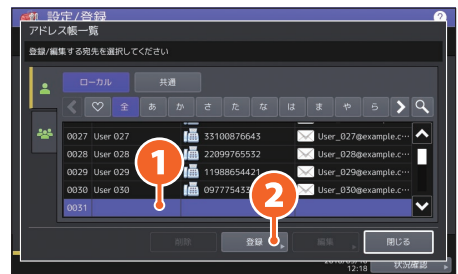 設定/登録
アドレス帳一覧
登録/編集する宛先を選択してください
ローカル 共通
全 あ か さ た な は ま や ら
0027 User 027 33100876643 User_027@example.c…
0028 User 028 22099765532 User_028@example.c…
0029 User 029 11988654421 User_029@example.c…
0030 User 030 097775433 User_030@example.c…
0031
1
2
削除 登録 編集 閉じる
12:18 状況確認